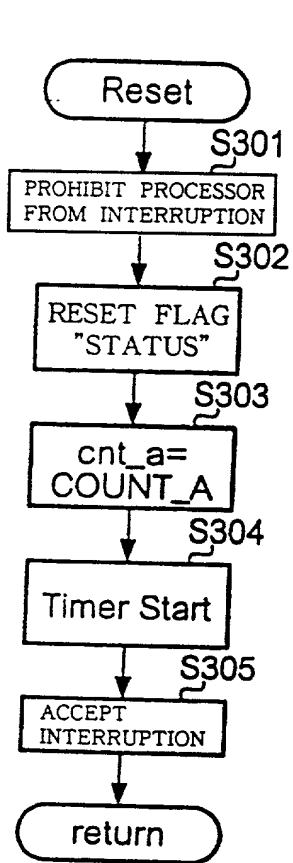 Reset
S301
PROHIBIT PROCESSOR
FROM INTERRUPTION
S302
RESET FLAG
"STATUS"
S303
cnt_a=
COUNT_A
S304
Timer Start
S305
ACCEPT
INTERRUPTION
return